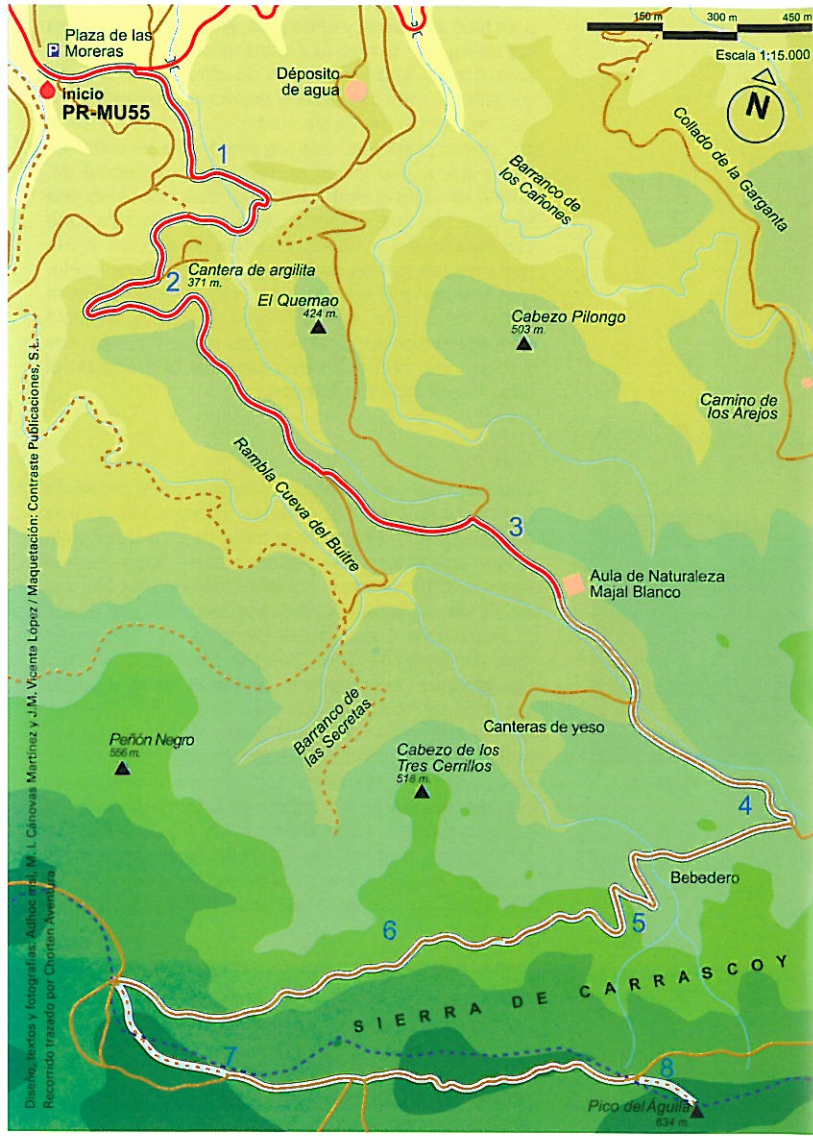 150 m 300 m 450 m
Escala 1:15.000
N
P
Plaza de las
Moreras
Inicio
PR-MU55
Déposito
de agua
Collado de la Garganta
1
Barranco de
los Cañones
2
Cantera de argilita
371 m.
El Quemao
424 m.
Cabezo Pilongo
503 m.
Camino de
los Arejos
Rambla Cueva del Buitre
3
Aula de Naturaleza
Majal Blanco
Canteras de yeso
Barranco de
las Secretas
Peñón Negro
556 m.
Cabezo de los
Tres Cerrillos
518 m.
4
Bebedero
5
6
SIERRA DE CARRASCOY
7
8
Pico del Águila
634 m.
Diseño, textos y fotografías: Adhoc msl, M. I. Cánovas Martínez y J.M. Vicente López / Maquetación: Contraste Publicaciones, S.L.
Recorrido trazado por Chorten Aventura